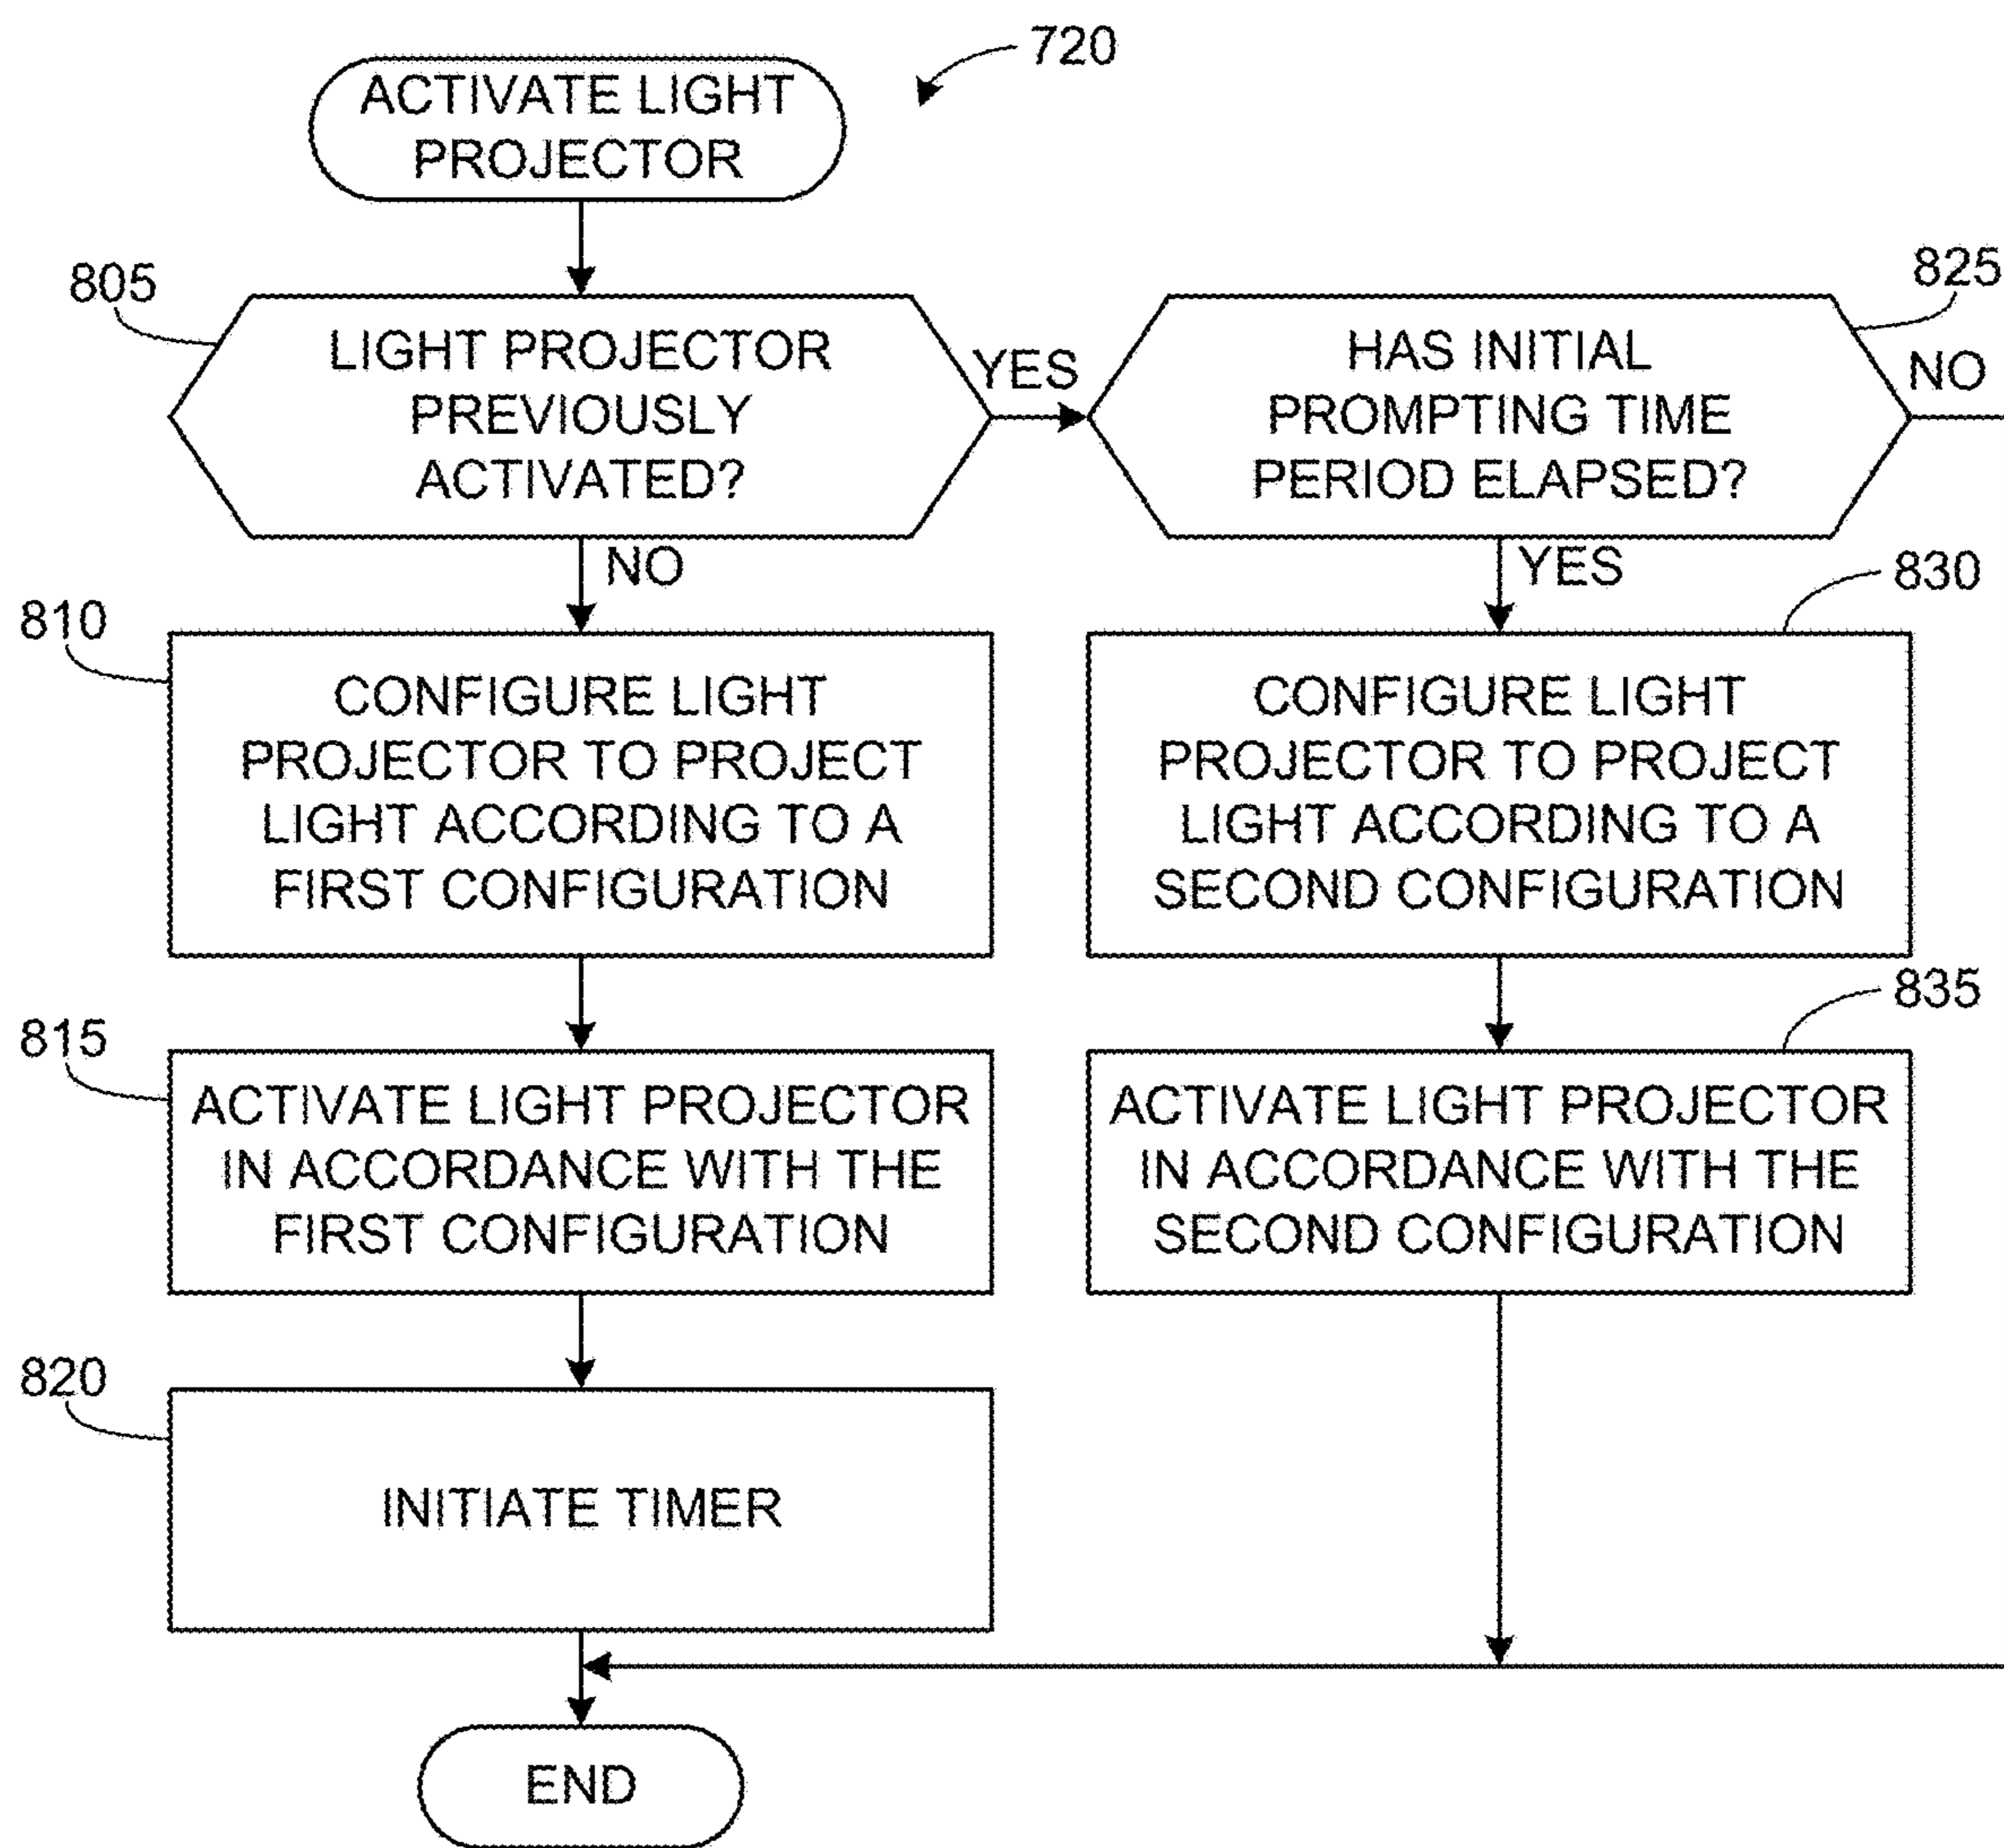 720
ACTIVATE LIGHT
PROJECTOR
805
LIGHT PROJECTOR
PREVIOUSLY
ACTIVATED?
YES
NO
825
HAS INITIAL
PROMPTING TIME
PERIOD ELAPSED?
NO
YES
810
CONFIGURE LIGHT
PROJECTOR TO PROJECT
LIGHT ACCORDING TO A
FIRST CONFIGURATION
830
CONFIGURE LIGHT
PROJECTOR TO PROJECT
LIGHT ACCORDING TO A
SECOND CONFIGURATION
815
ACTIVATE LIGHT PROJECTOR
IN ACCORDANCE WITH THE
FIRST CONFIGURATION
835
ACTIVATE LIGHT PROJECTOR
IN ACCORDANCE WITH THE
SECOND CONFIGURATION
820
INITIATE TIMER
END